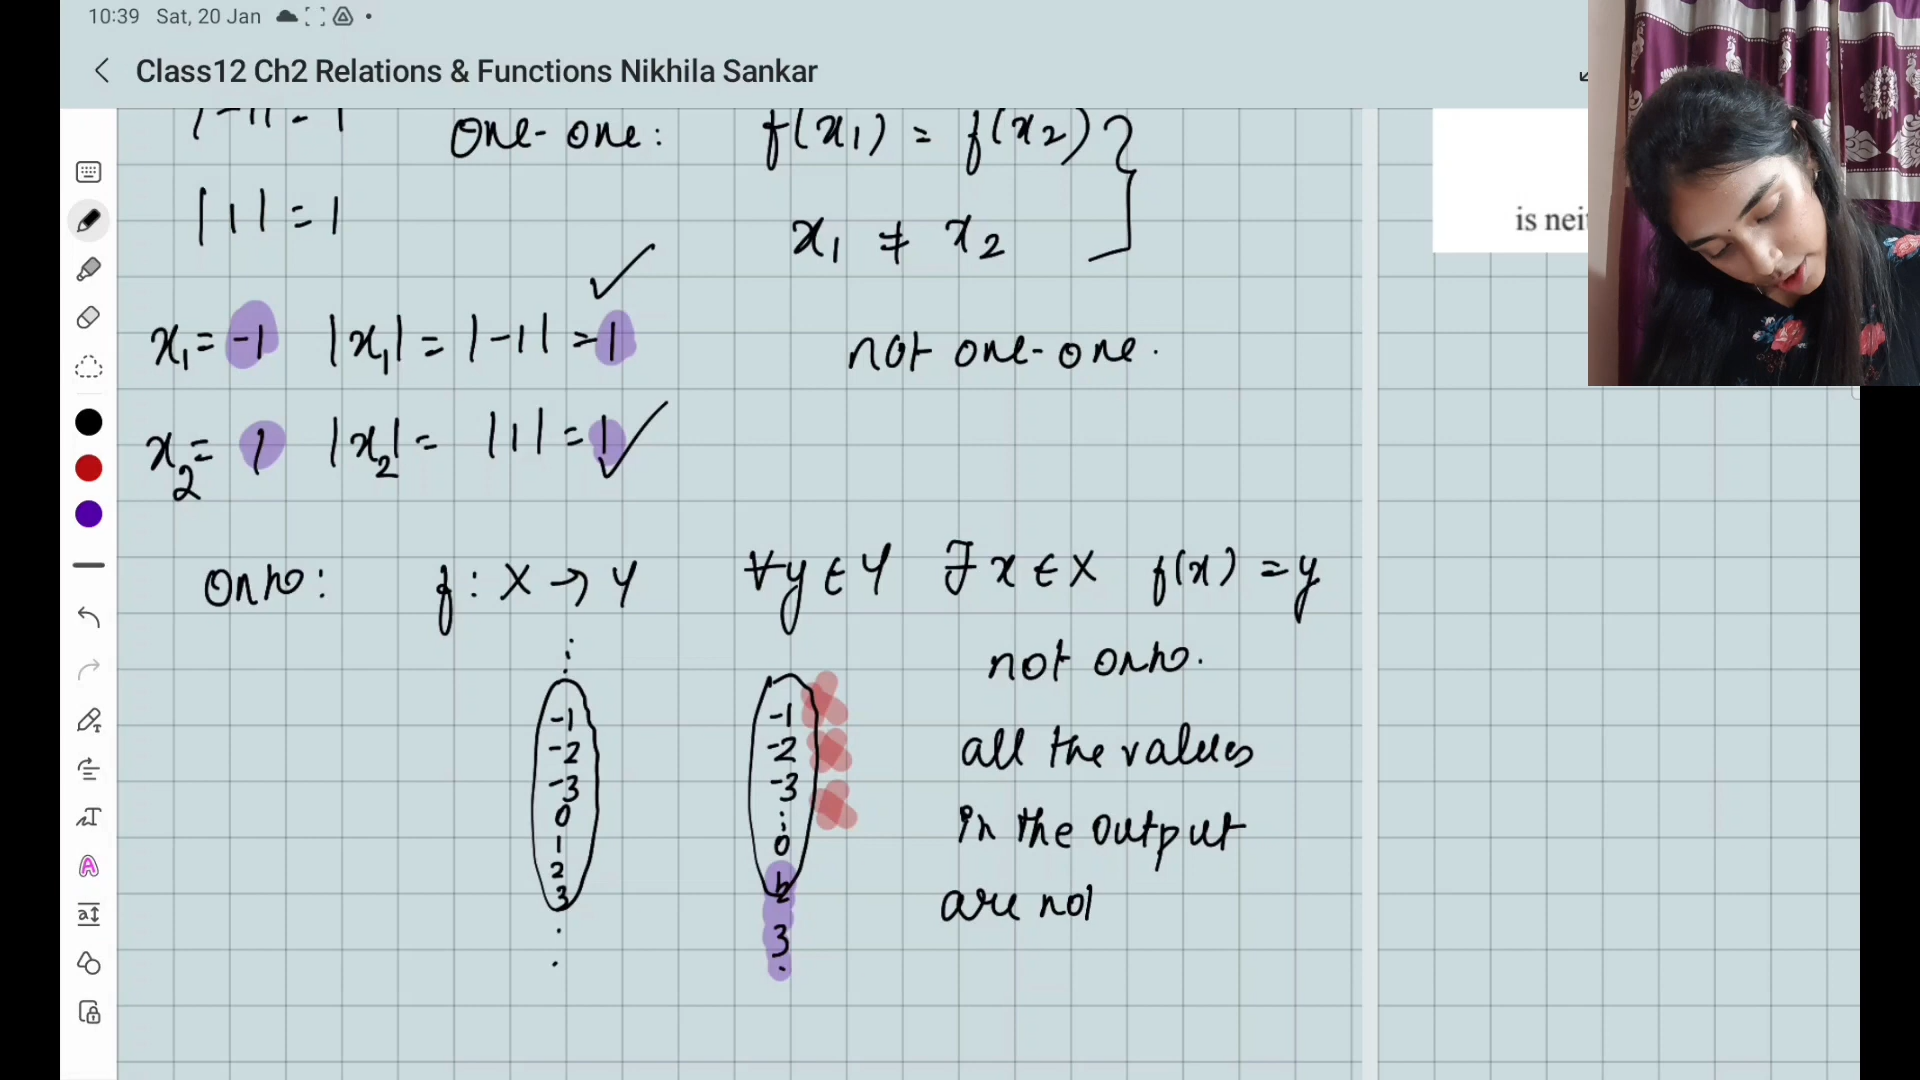 10:39 Sat, 20 Jan
Class12 Ch2 Relations & Functions Nikhila Sankar
|-1| = 1
one-one: f(x1) = f(x2)
|1| = 1
x1 ≠ x2
is nei
x1 = -1 |x1| = |-1| = 1
not one-one.
x2 = 1 |x2| = |1| = 1
Onto: f : X → Y ∀y ∈ Y ∃ x ∈ X f(x) = y
not onto.
-1 -1
-2 -2
-3 -3
0 0
1
2 2
3 3
all the values
in the output
are not